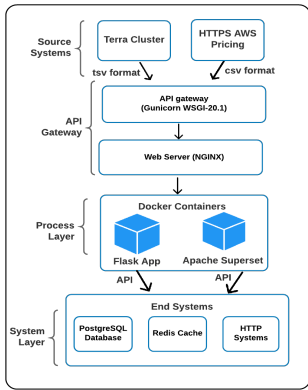 Source
Systems
Terra Cluster
HTTPS AWS
Pricing
tsv format
csv format
API
Gateway
API gateway
(Gunicorn WSGI-20.1)
Web Server (NGINX)
Process
Layer
Docker Containers
Flask App
Apache Superset
API
API
System
Layer
End Systems
PostgreSQL
Database
Redis Cache
HTTP
Systems